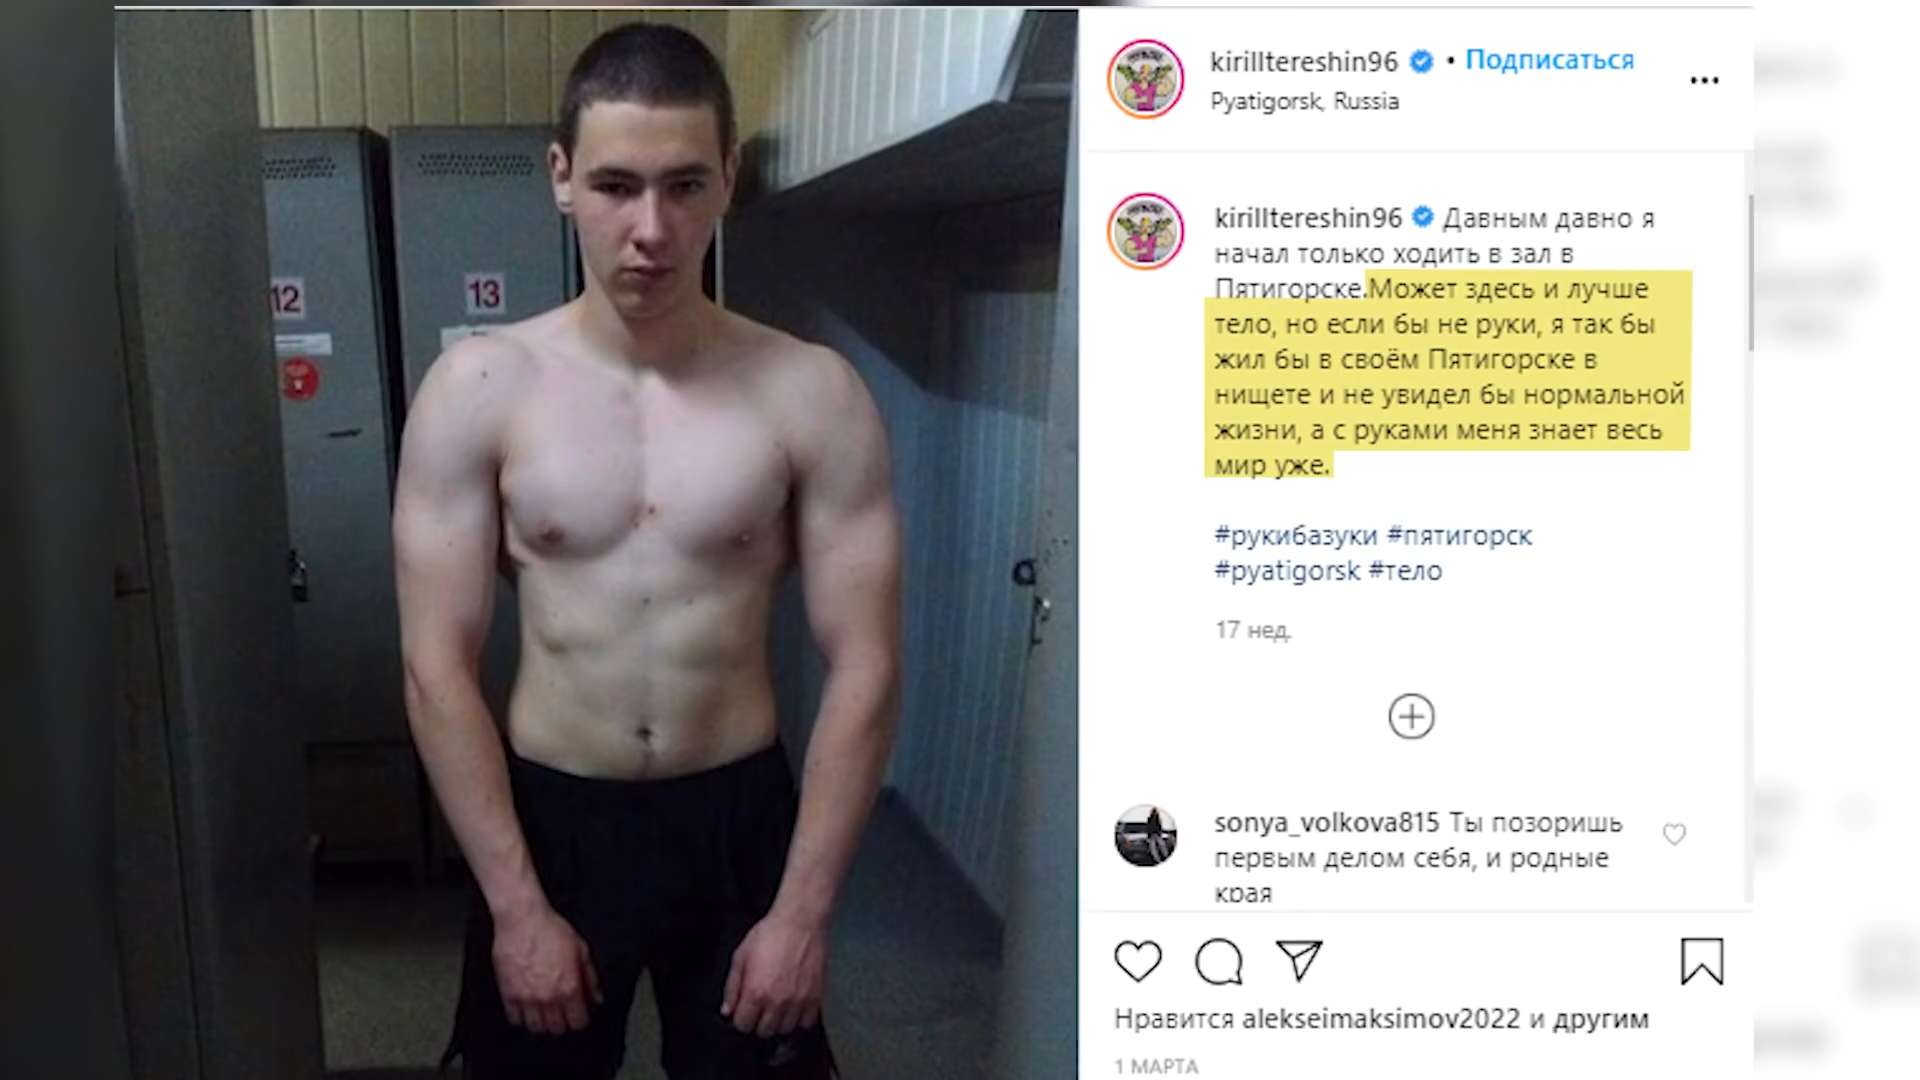 12
13
kirilltereshin96 • Подписаться
Pyatigorsk, Russia
kirilltereshin96 Давным давно я
начал только ходить в зал в
Пятигорске.Может здесь и лучше
тело, но если бы не руки, я так бы
жил бы в своём Пятигорске в
нищете и не увидел бы нормальной
жизни, а с руками меня знает весь
мир уже.
#рукибазуки #пятигорск
#pyatigorsk #тело
17 нед.
sonya_volkova815 Ты позоришь
первым делом себя, и родные
края
Нравится alekseimaksimov2022 и другим
1 МАРТА